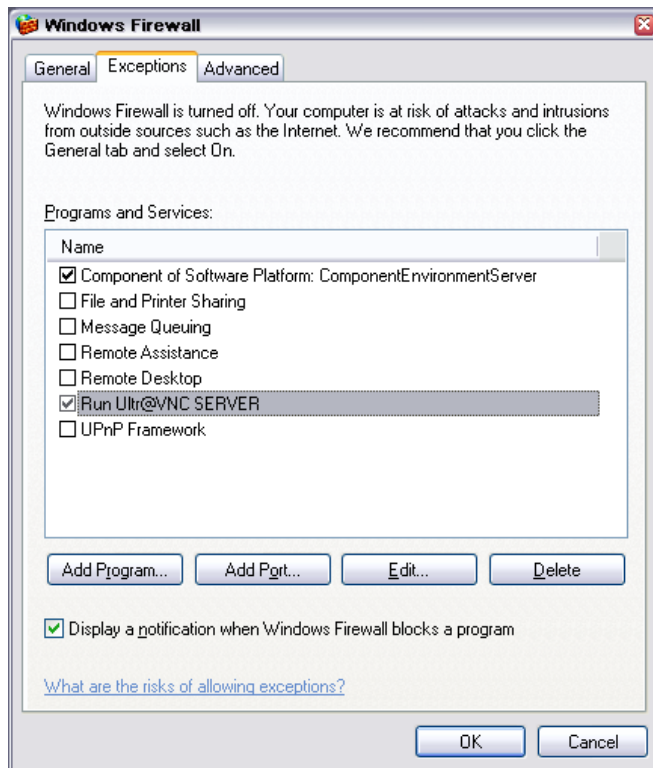 Windows Firewall
General Exceptions Advanced
Windows Firewall is turned off. Your computer is at risk of attacks and intrusions
from outside sources such as the Internet. We recommend that you click the
General tab and select On.
Programs and Services:
Name
Component of Software Platform: ComponentEnvironmentServer
File and Printer Sharing
Message Queuing
Remote Assistance
Remote Desktop
Run Ultr@VNC SERVER
UPnP Framework
Add Program... Add Port... Edit... Delete
Display a notification when Windows Firewall blocks a program
What are the risks of allowing exceptions?
OK Cancel